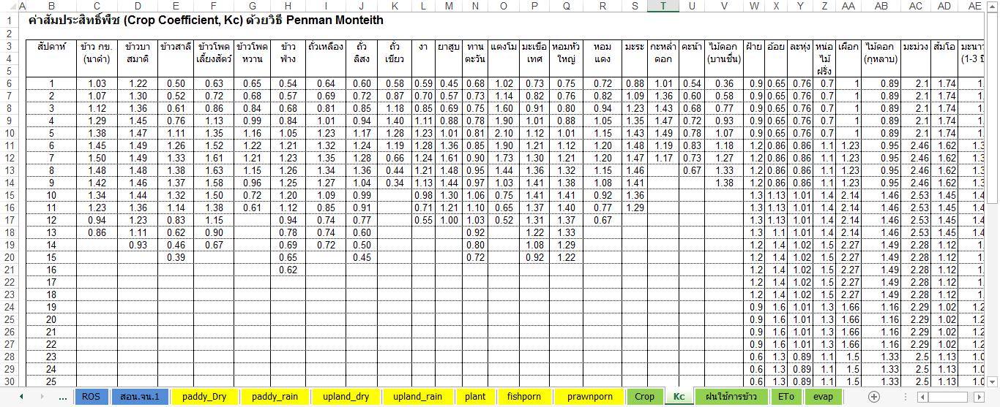 A B C D E F G H I J K L M N O P Q R S T U V W X Y Z AA AB AC AD AE
1 ค่าสัมประสิทธิ์พืช (Crop Coefficient, Kc) ด้วยวิธี Penman Monteith
2
3 สัปดาห์ ข้าว กข. ข้าวบา ข้าวสาลี ข้าวโพด ข้าวโพด ข้าว ถั่วเหลือง ถั่ว ถั่ว งา ยาสูบ ทาน แตงโม มะเขือ หอมหัว หอม มะระ กะหล่ำ คะน้า ไม้ดอก ฝ้าย อ้อย ละหุ่ง หน่อ เผือก ไม้ดอก มะม่วง ส้มโอ มะนา
4 (นาดำ) สมาติ เลี้ยงสัตว์ หวาน ฟ่าง ลิสง เขียว ตะวัน เทศ ใหญ่ แดง ดอก (บานชื่น) ไม้ (กุหลาบ) (1-3 ปี
5 ฝรั่ง
6 1 1.03 1.22 0.50 0.63 0.65 0.54 0.64 0.60 0.58 0.59 0.45 0.68 1.02 0.73 0.75 0.72 0.88 1.01 0.54 0.36 0.9 0.65 0.76 0.7 1 0.89 2.1 1.74 1.
7 2 1.07 1.30 0.52 0.72 0.68 0.57 0.69 0.72 0.87 0.70 0.57 0.73 1.14 0.82 0.76 0.82 1.09 1.36 0.60 0.58 0.9 0.65 0.76 0.7 1 0.89 2.1 1.74 1.
8 3 1.12 1.36 0.61 0.86 0.84 0.68 0.81 0.85 1.18 0.85 0.69 0.75 1.60 0.91 0.80 0.94 1.23 1.43 0.68 0.77 0.9 0.65 0.76 0.7 1 0.89 2.1 1.74 1.
9 4 1.29 1.45 0.76 1.13 0.99 0.84 1.01 0.94 1.40 1.11 0.88 0.78 1.90 1.01 0.88 1.05 1.35 1.47 0.72 0.93 0.9 0.65 0.76 0.7 1 0.89 2.1 1.74 1.
10 5 1.38 1.47 1.11 1.35 1.16 1.05 1.23 1.17 1.28 1.23 1.01 0.81 2.10 1.12 1.01 1.15 1.43 1.49 0.78 1.07 0.9 0.65 0.76 0.7 1 0.89 2.1 1.74 1.
11 6 1.45 1.49 1.26 1.52 1.22 1.21 1.32 1.24 1.19 1.28 1.36 0.85 1.90 1.21 1.12 1.20 1.48 1.19 0.83 1.18 1.2 0.86 0.86 1.1 1.23 0.95 2.46 1.62 1.3
12 7 1.50 1.49 1.33 1.61 1.21 1.23 1.35 1.28 0.66 1.24 1.61 0.90 1.73 1.30 1.21 1.20 1.47 1.17 0.73 1.27 1.2 0.86 0.86 1.1 1.23 0.95 2.46 1.62 1.3
13 8 1.48 1.48 1.38 1.63 1.15 1.26 1.34 1.36 0.44 1.21 1.48 0.95 1.44 1.36 1.32 1.15 1.46 0.67 1.33 1.2 0.86 0.86 1.1 1.23 0.95 2.46 1.62 1.3
14 9 1.42 1.46 1.37 1.58 0.96 1.25 1.27 1.04 0.34 1.13 1.44 0.97 1.03 1.41 1.38 1.08 1.41 1.38 1.2 0.86 0.86 1.1 1.23 0.95 2.46 1.62 1.3
15 10 1.34 1.44 1.32 1.50 0.72 1.20 1.09 0.99 0.98 1.30 1.06 0.75 1.41 1.41 0.92 1.36 1.3 1.13 1.01 1.4 2.14 1.46 2.53 1.45 1.4
16 11 1.23 1.36 1.14 1.38 0.61 1.12 0.85 0.91 0.71 1.21 1.10 0.65 1.37 1.40 0.77 1.29 1.3 1.13 1.01 1.4 2.14 1.46 2.53 1.45 1.4
17 12 0.94 1.23 0.83 1.15 0.94 0.74 0.77 0.55 1.00 1.03 0.52 1.31 1.37 0.67 1.3 1.13 1.01 1.4 2.14 1.46 2.53 1.45 1.4
18 13 0.86 1.11 0.62 0.90 0.78 0.74 0.60 0.92 1.22 1.33 1.3 1.1 1.01 1.4 2.14 1.46 2.53 1.45 1.4
19 14 0.93 0.46 0.67 0.69 0.72 0.50 0.80 1.08 1.29 1.2 1.4 1.02 1.5 2.27 1.49 2.28 1.12 1.
20 15 0.39 0.65 0.45 0.72 0.92 1.22 1.2 1.4 1.02 1.5 2.27 1.49 2.28 1.12 1.
21 16 0.62 1.2 1.4 1.02 1.5 2.27 1.49 2.28 1.12 1.
22 17 1.2 1.4 1.02 1.5 2.27 1.49 2.28 1.12 1.
23 18 1.2 1.4 1.02 1.5 2.27 1.49 2.28 1.12 1.
24 19 0.9 1.6 1.01 1.3 1.66 1.16 2.29 1.02 1.2
25 20 0.9 1.6 1.01 1.3 1.66 1.16 2.29 1.02 1.2
26 21 0.9 1.6 1.01 1.3 1.66 1.16 2.29 1.02 1.2
27 22 0.9 1.6 1.01 1.3 1.66 1.16 2.29 1.02 1.2
28 23 0.6 1.3 0.89 1.1 1.5 1.33 2.5 1.13 1.0
29 24 0.6 1.3 0.89 1.1 1.5 1.33 2.5 1.13 1.0
30 25 0.6 1.3 0.89 1.1 1.5 1.33 2.5 1.13 1.0
... ROS สอน.จน.1 paddy_Dry paddy_rain upland_dry upland_rain plant fishporn prawnporn Crop Kc ฝนใช้การข้าว ETo evap